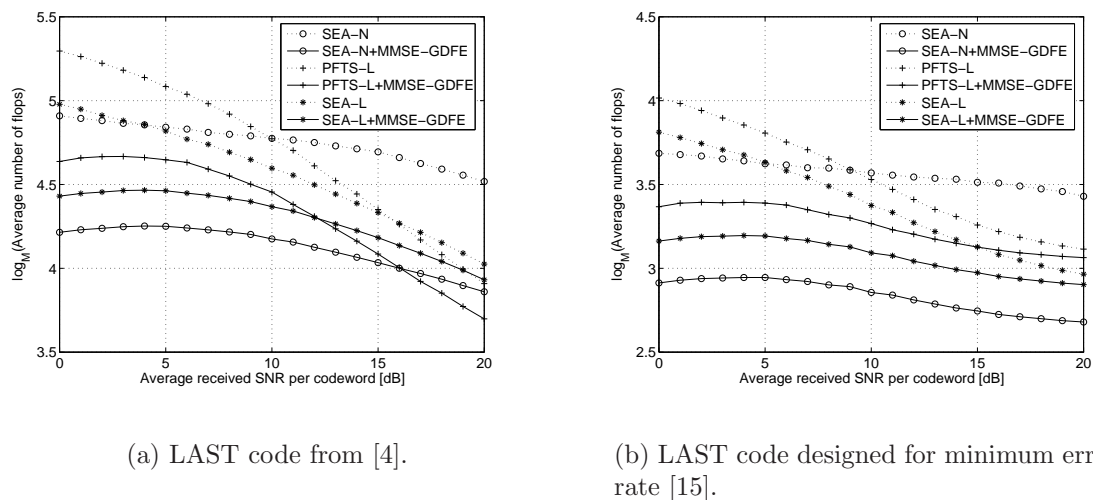 5.5
5
4.5
4
3.5
0
5
10
15
20
log_M(Average number of flops)
Average received SNR per codeword [dB]
SEA−N
SEA−N+MMSE−GDFE
PFTS−L
PFTS−L+MMSE−GDFE
SEA−L
SEA−L+MMSE−GDFE
(a) LAST code from [4].
4.5
4
3.5
3
2.5
0
5
10
15
20
log_M(Average number of flops)
Average received SNR per codeword [dB]
SEA−N
SEA−N+MMSE−GDFE
PFTS−L
PFTS−L+MMSE−GDFE
SEA−L
SEA−L+MMSE−GDFE
(b) LAST code designed for minimum err
rate [15].